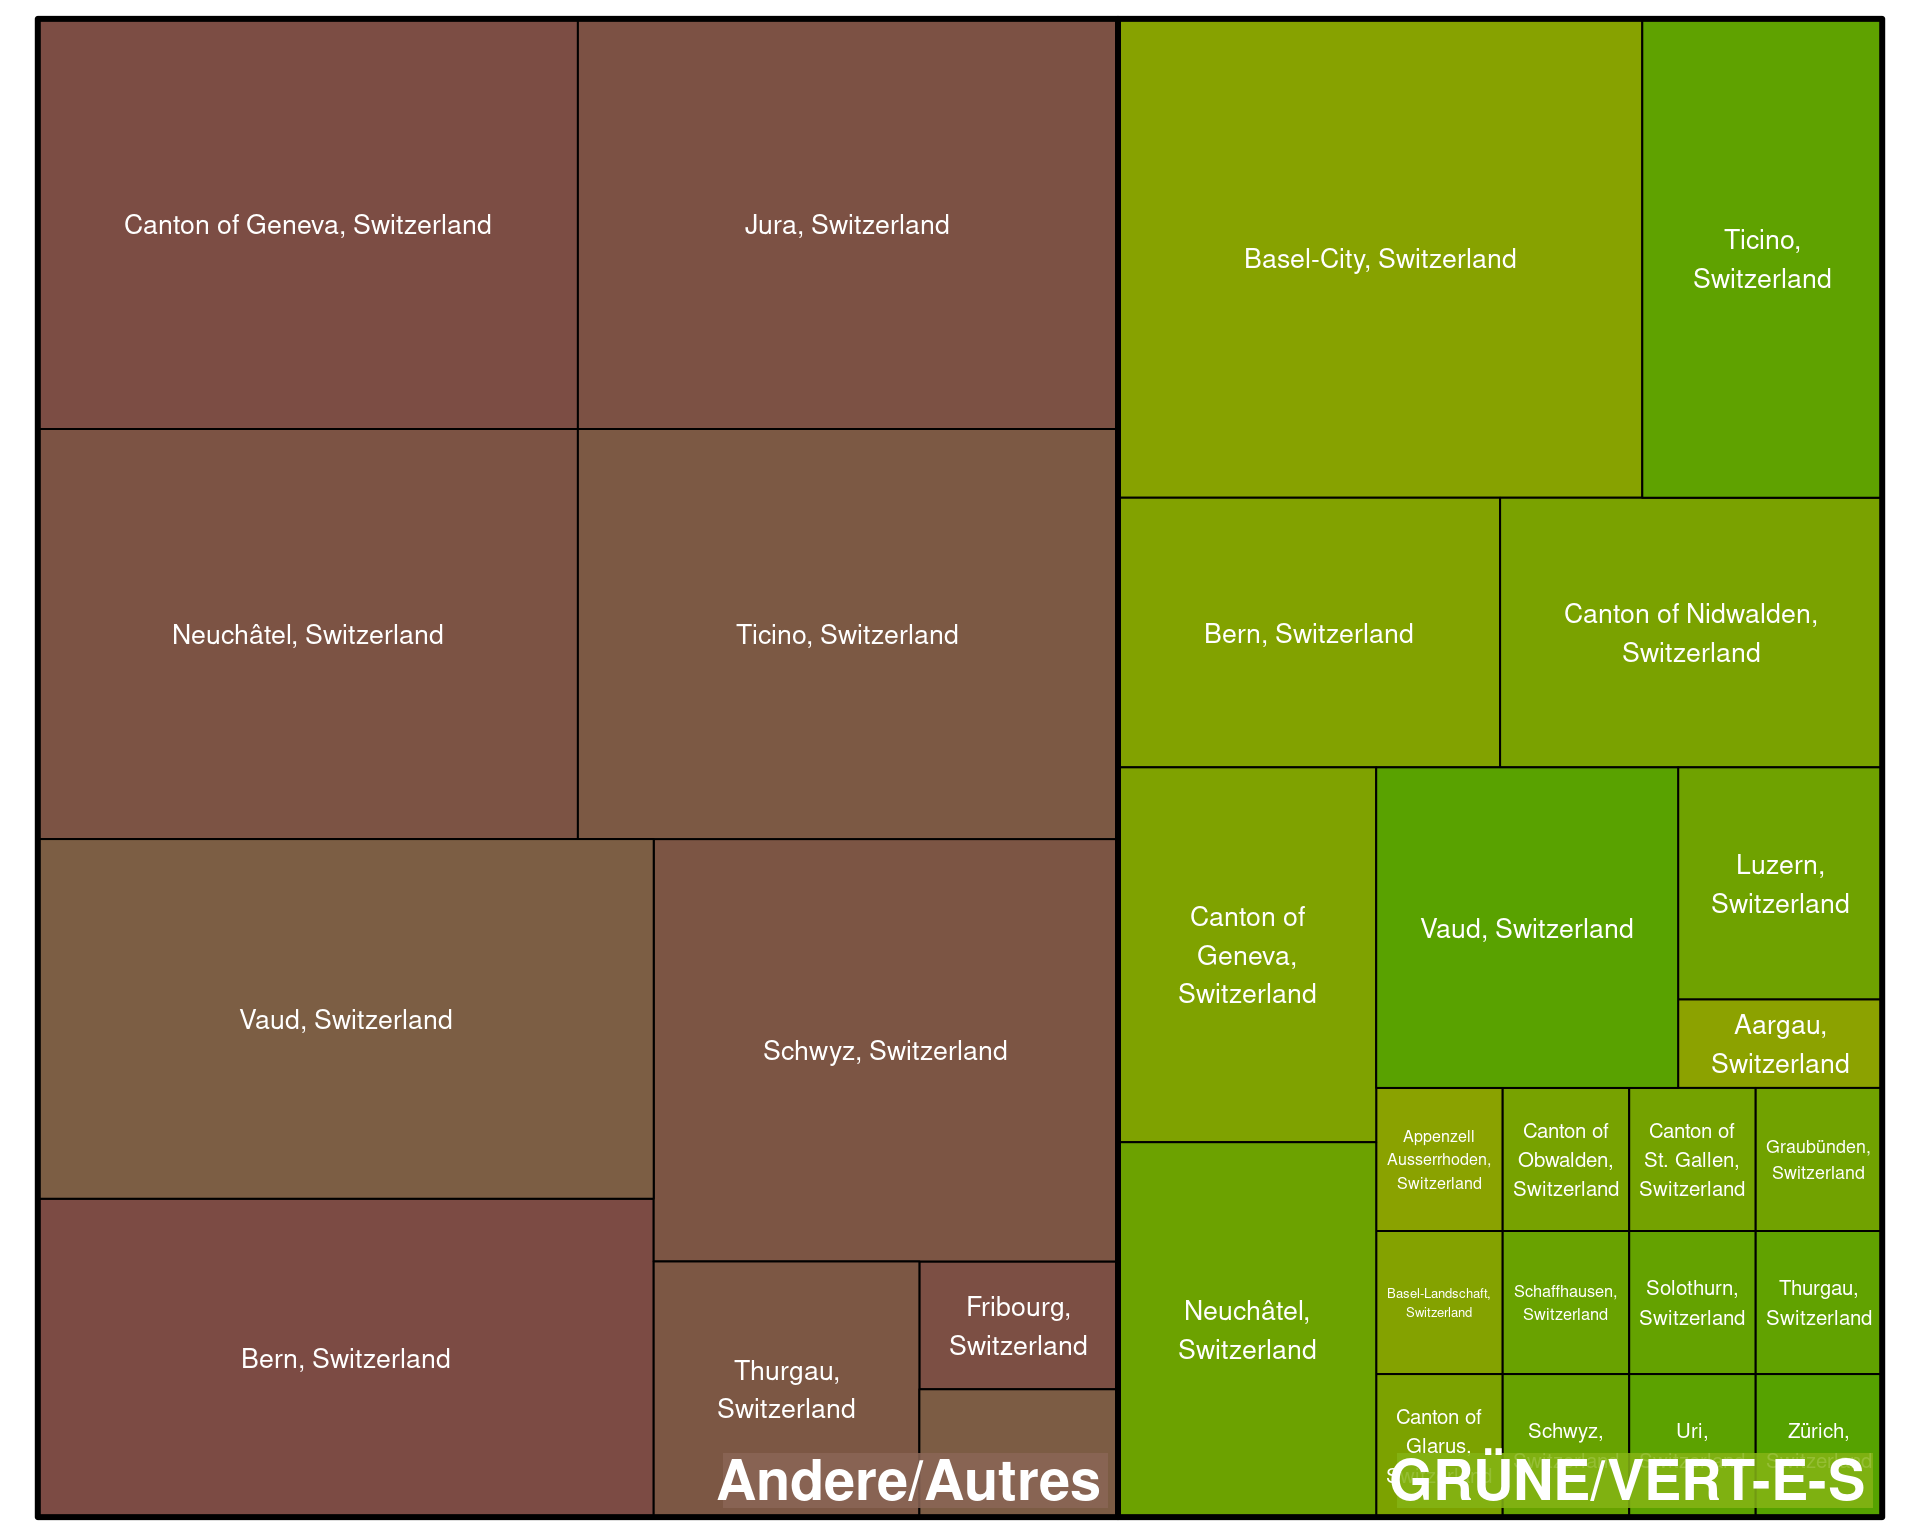 Canton of Geneva, Switzerland
Jura, Switzerland
Neuchâtel, Switzerland
Ticino, Switzerland
Vaud, Switzerland
Schwyz, Switzerland
Bern, Switzerland
Thurgau,
Switzerland
Fribourg,
Switzerland
Andere/Autres
Basel-City, Switzerland
Ticino,
Switzerland
Bern, Switzerland
Canton of Nidwalden,
Switzerland
Canton of
Geneva,
Switzerland
Vaud, Switzerland
Luzern,
Switzerland
Aargau,
Switzerland
Neuchâtel,
Switzerland
Appenzell
Ausserrhoden,
Switzerland
Canton of
Obwalden,
Switzerland
Canton of
St. Gallen,
Switzerland
Graubünden,
Switzerland
Basel-Landschaft,
Switzerland
Schaffhausen,
Switzerland
Solothurn,
Switzerland
Thurgau,
Switzerland
Canton of
Glarus,
Switzerland
Schwyz,
Switzerland
Uri,
Switzerland
Zürich,
Switzerland
GRÜNE/VERT-E-S